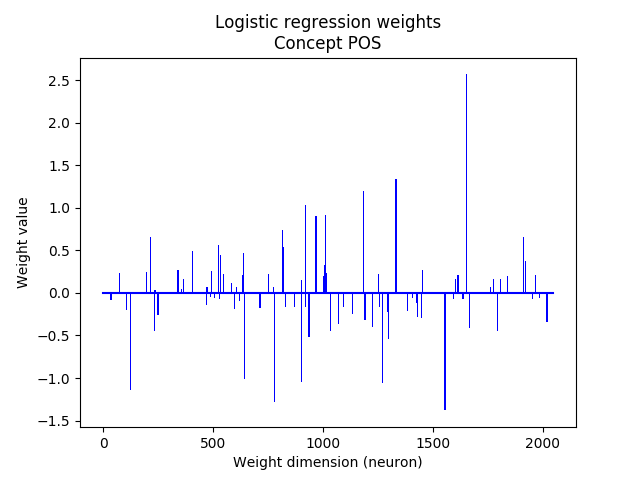 Logistic regression weights
Concept POS
2.5
2.0
1.5
1.0
0.5
0.0
−0.5
−1.0
−1.5
Weight value
0 500 1000 1500 2000
Weight dimension (neuron)